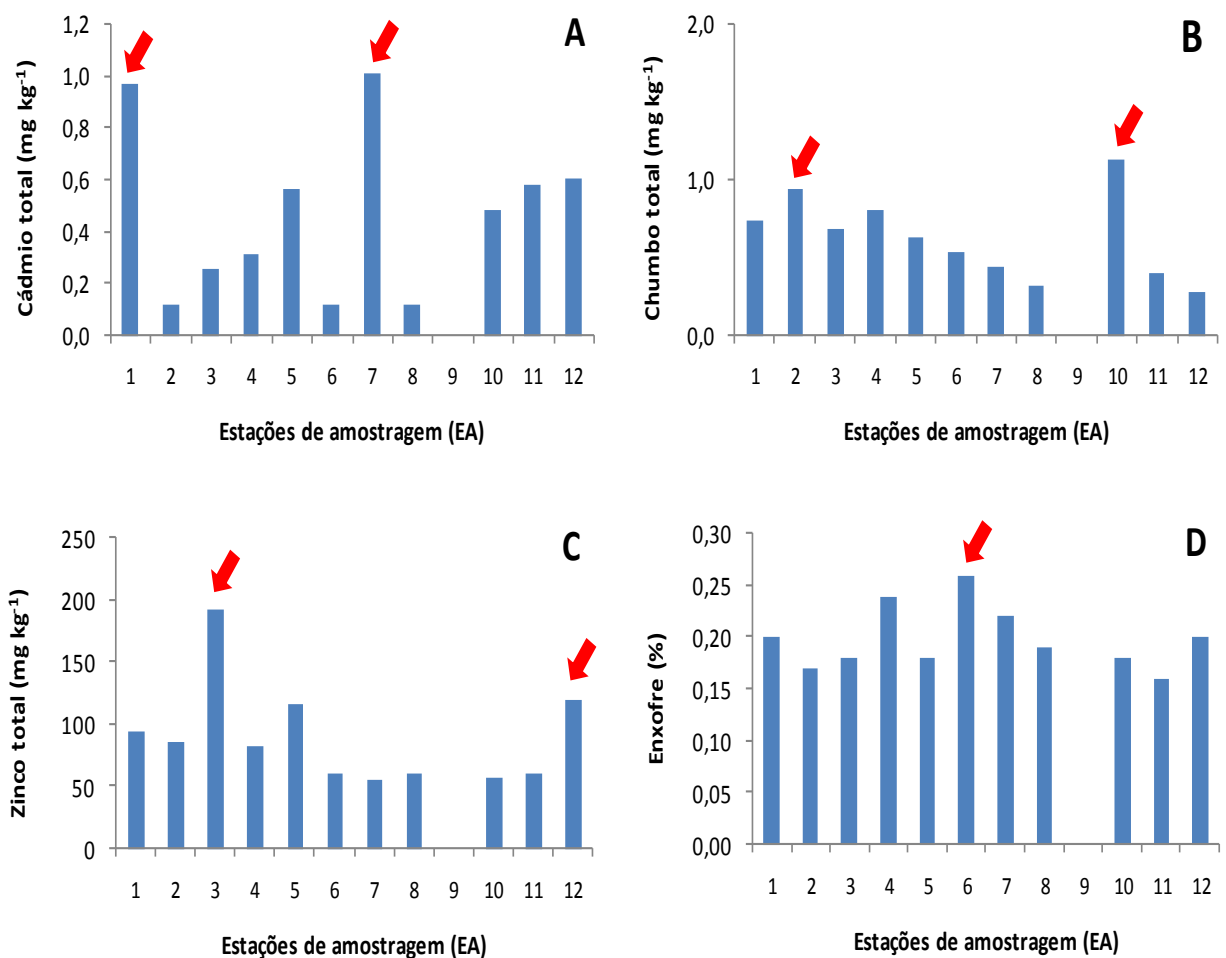 A
Cádmio total (mg kg⁻¹)
1,2
1,0
0,8
0,6
0,4
0,2
0,0
1 2 3 4 5 6 7 8 9 10 11 12
Estações de amostragem (EA)
B
Chumbo total (mg kg⁻¹)
2,0
1,0
0,0
1 2 3 4 5 6 7 8 9 10 11 12
Estações de amostragem (EA)
C
Zinco total (mg kg⁻¹)
250
200
150
100
50
0
1 2 3 4 5 6 7 8 9 10 11 12
Estações de amostragem (EA)
D
Enxofre (%)
0,30
0,25
0,20
0,15
0,10
0,05
0,00
1 2 3 4 5 6 7 8 9 10 11 12
Estações de amostragem (EA)